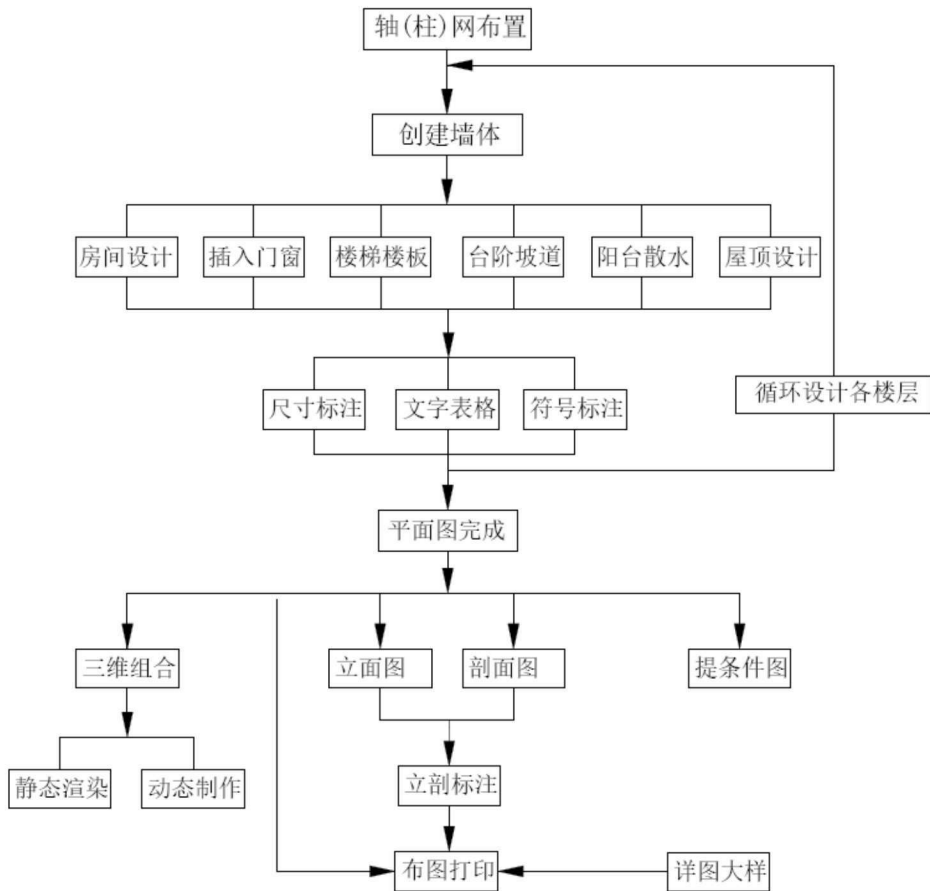 轴(柱)网布置
创建墙体
房间设计
插入门窗
楼梯楼板
台阶坡道
阳台散水
屋顶设计
尺寸标注
文字表格
符号标注
循环设计各楼层
平面图完成
三维组合
立面图
剖面图
提条件图
静态渲染
动态制作
立剖标注
布图打印
详图大样